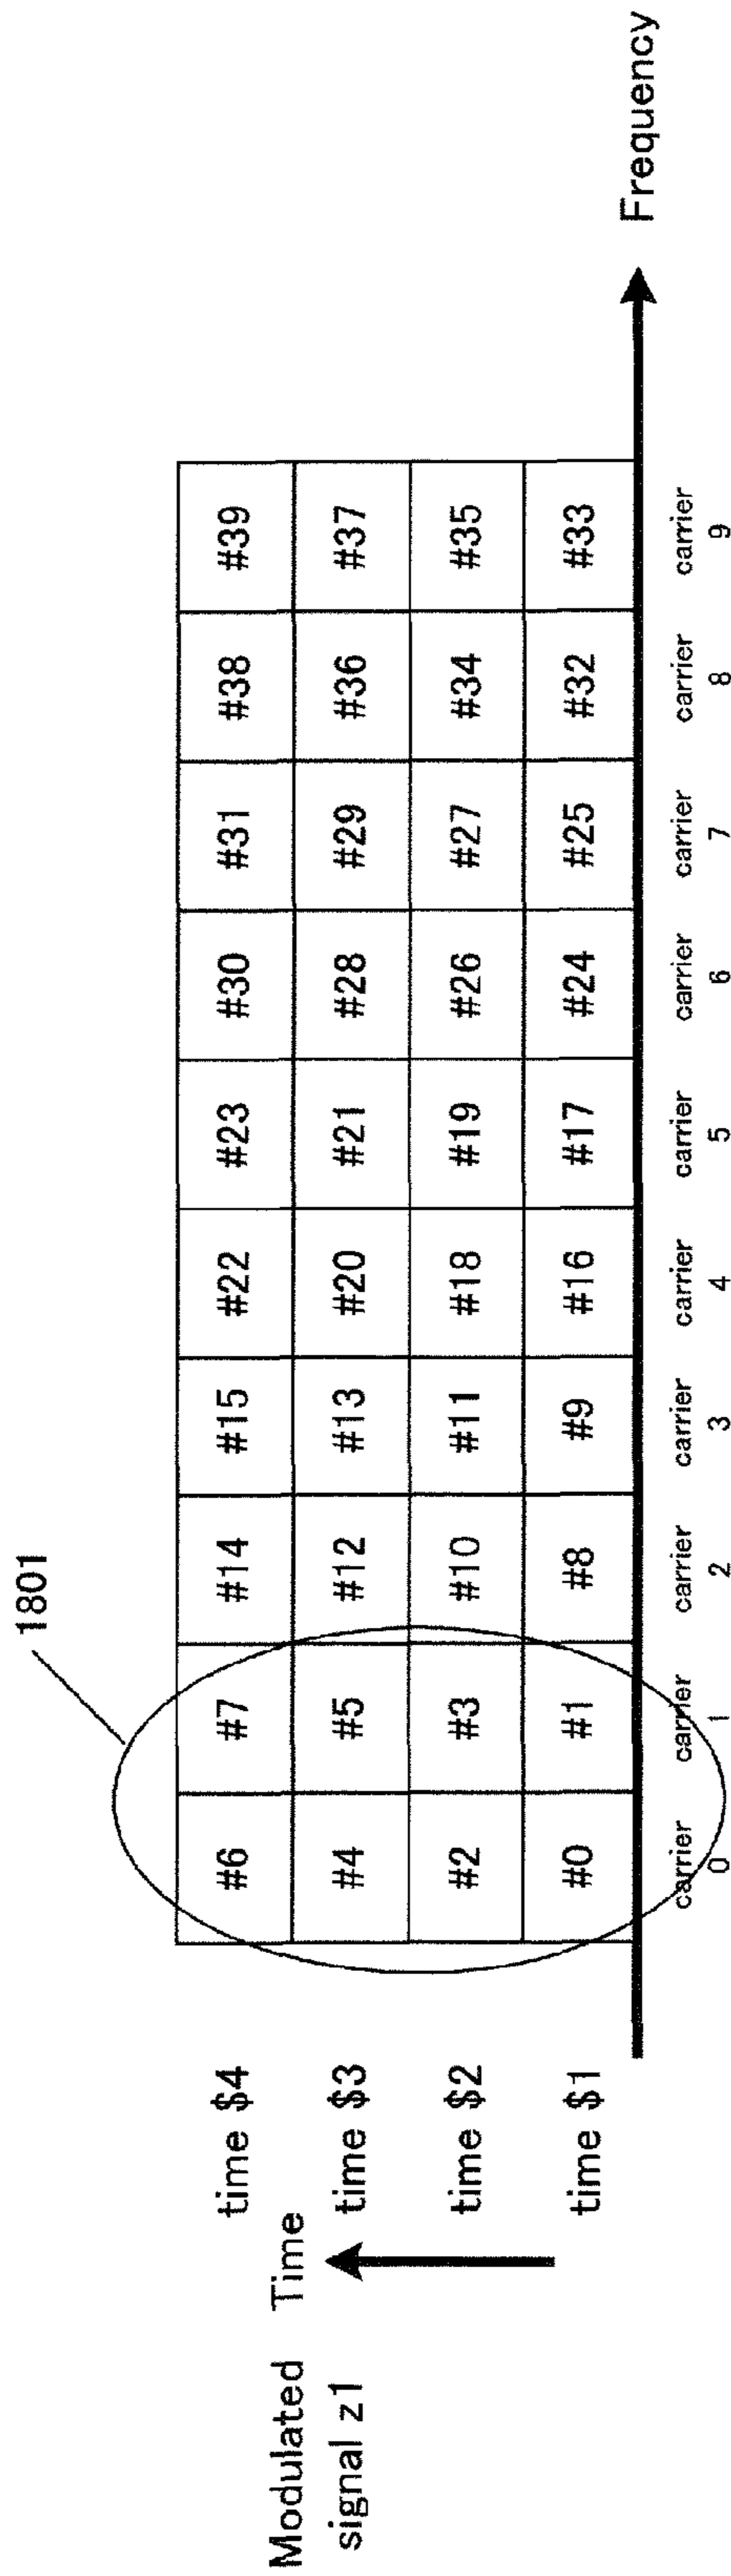 1801
Modulated
signal z1
Time
time $4
#6 #7 #14 #15 #22 #23 #30 #31 #38 #39
time $3
#4 #5 #12 #13 #20 #21 #28 #29 #36 #37
time $2
#2 #3 #10 #11 #18 #19 #26 #27 #34 #35
time $1
#0 #1 #8 #9 #16 #17 #24 #25 #32 #33
Frequency
carrier carrier carrier carrier carrier carrier carrier carrier carrier carrier
0 1 2 3 4 5 6 7 8 9